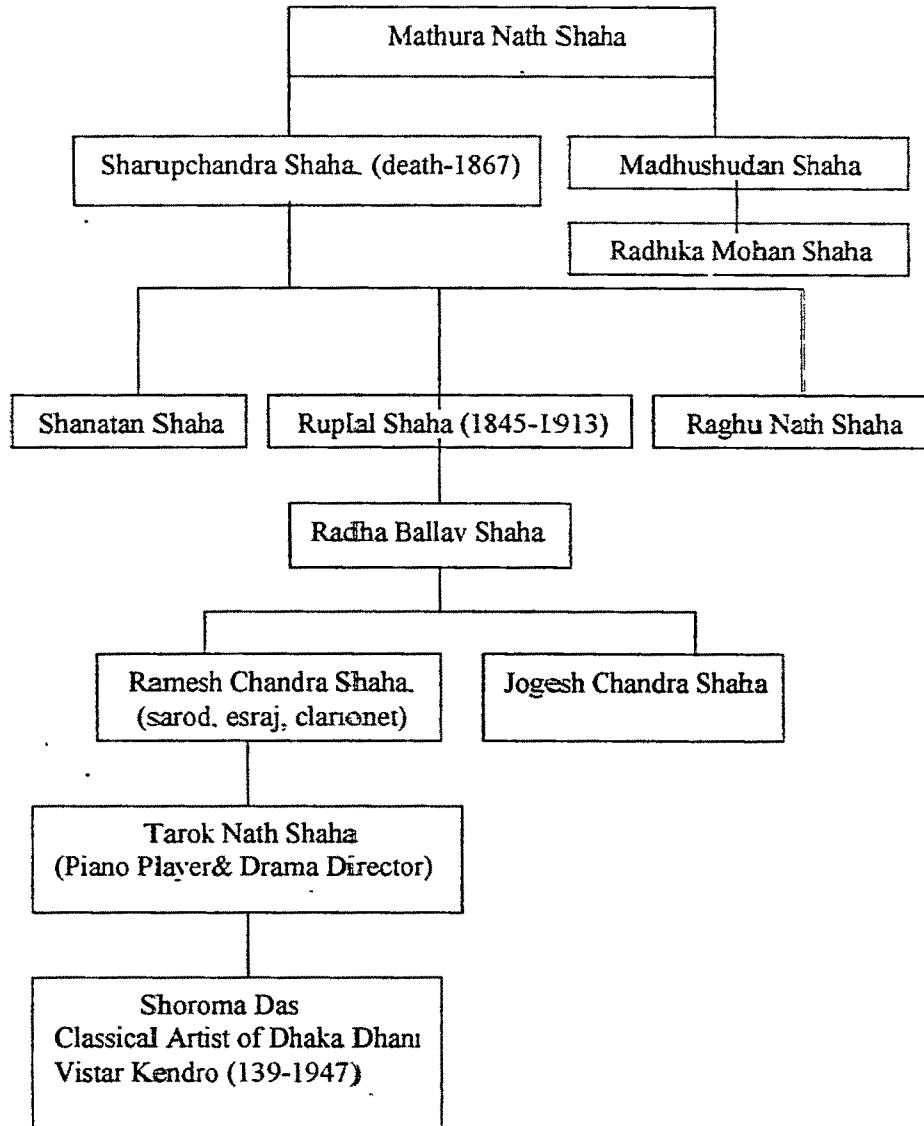 Mathura Nath Shaha
Sharupchandra Shaha (death-1867)
Madhushudan Shaha
Radhika Mohan Shaha
Shanatan Shaha
Ruplal Shaha (1845-1913)
Raghu Nath Shaha
Radha Ballav Shaha
Ramesh Chandra Shaha
(sarod, esraj, clarionet)
Jogesh Chandra Shaha
Tarok Nath Shaha
(Piano Player& Drama Director)
Shoroma Das
Classical Artist of Dhaka Dhani
Vistar Kendro (139-1947)